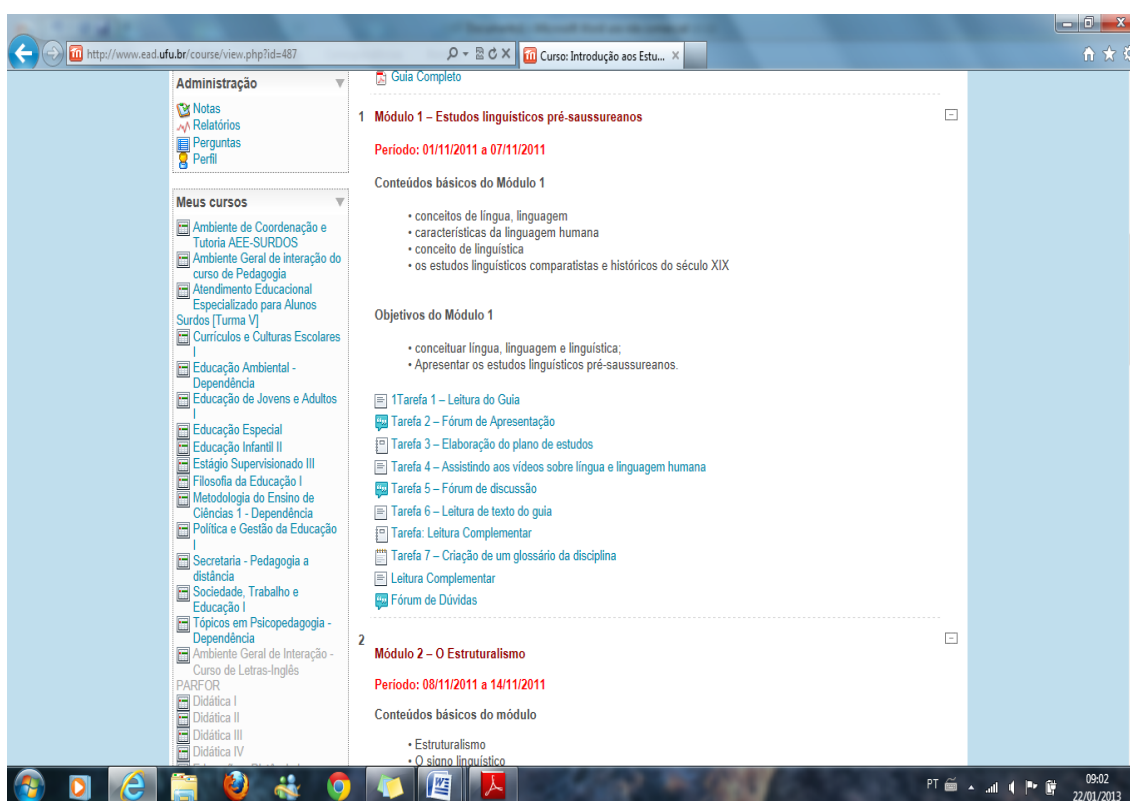 http://www.ead.ufu.br/course/view.php?id=487
Curso: Introdução aos Estu...
Administração
Notas
Relatórios
Perguntas
Perfil
Meus cursos
Ambiente de Coordenação e
Tutoria AEE-SURDOS
Ambiente Geral de interação do
curso de Pedagogia
Atendimento Educacional
Especializado para Alunos
Surdos [Turma V]
Currículos e Culturas Escolares
I
Educação Ambiental -
Dependência
Educação de Jovens e Adultos
I
Educação Especial
Educação Infantil II
Estágio Supervisionado III
Filosofia da Educação I
Metodologia do Ensino de
Ciências 1 - Dependência
Política e Gestão da Educação
I
Secretaria - Pedagogia a
distância
Sociedade, Trabalho e
Educação I
Tópicos em Psicopedagogia -
Dependência
Ambiente Geral de Interação -
Curso de Letras-Inglês
PARFOR
Didática I
Didática II
Didática III
Didática IV
Guia Completo
1 Módulo 1 – Estudos linguísticos pré-saussureanos
Período: 01/11/2011 a 07/11/2011
Conteúdos básicos do Módulo 1
• conceitos de língua, linguagem
• características da linguagem humana
• conceito de linguística
• os estudos linguísticos comparatistas e históricos do século XIX
Objetivos do Módulo 1
• conceituar língua, linguagem e linguística;
• Apresentar os estudos linguísticos pré-saussureanos.
1Tarefa 1 – Leitura do Guia
Tarefa 2 – Fórum de Apresentação
Tarefa 3 – Elaboração do plano de estudos
Tarefa 4 – Assistindo aos vídeos sobre língua e linguagem humana
Tarefa 5 – Fórum de discussão
Tarefa 6 – Leitura de texto do guia
Tarefa: Leitura Complementar
Tarefa 7 – Criação de um glossário da disciplina
Leitura Complementar
Fórum de Dúvidas
2
Módulo 2 – O Estruturalismo
Período: 08/11/2011 a 14/11/2011
Conteúdos básicos do módulo
• Estruturalismo
• O signo linguístico
PT
09:02
22/01/2013